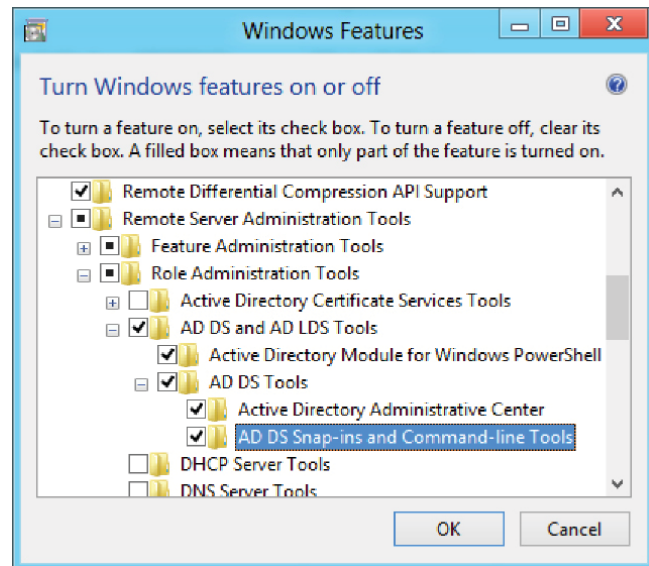 Windows Features
Turn Windows features on or off
To turn a feature on, select its check box. To turn a feature off, clear its
check box. A filled box means that only part of the feature is turned on.
Remote Differential Compression API Support
Remote Server Administration Tools
Feature Administration Tools
Role Administration Tools
Active Directory Certificate Services Tools
AD DS and AD LDS Tools
Active Directory Module for Windows PowerShell
AD DS Tools
Active Directory Administrative Center
AD DS Snap-ins and Command-line Tools
DHCP Server Tools
DNS Server Tools
OK Cancel